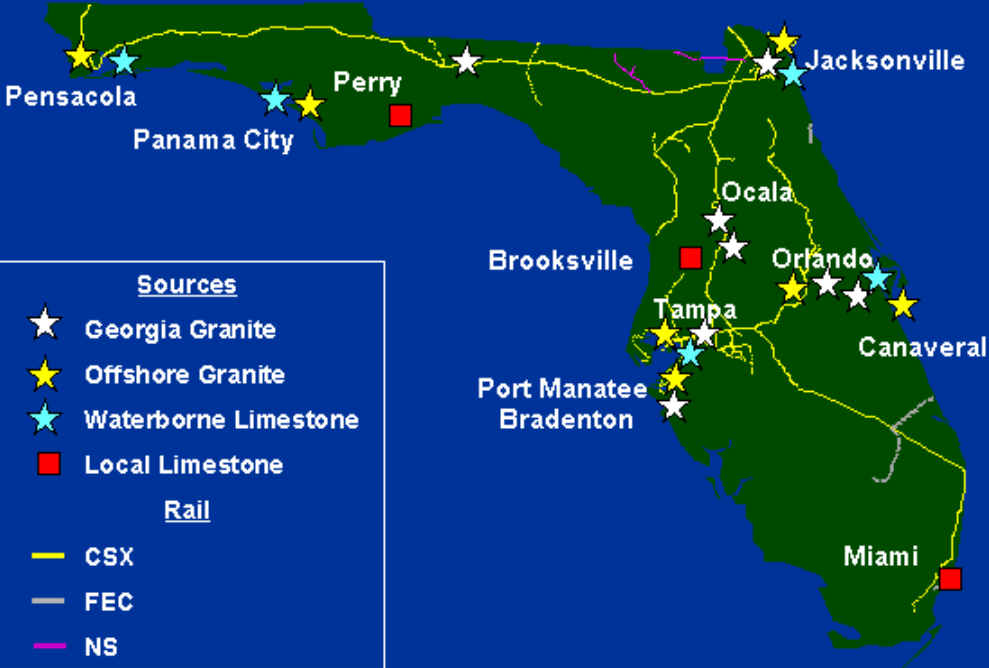 Jacksonville
Pensacola
Perry
Panama City
Ocala
Brooksville
Orlando
Tampa
Canaveral
Port Manatee
Bradenton
Miami
Sources
Georgia Granite
Offshore Granite
Waterborne Limestone
Local Limestone
Rail
CSX
FEC
NS